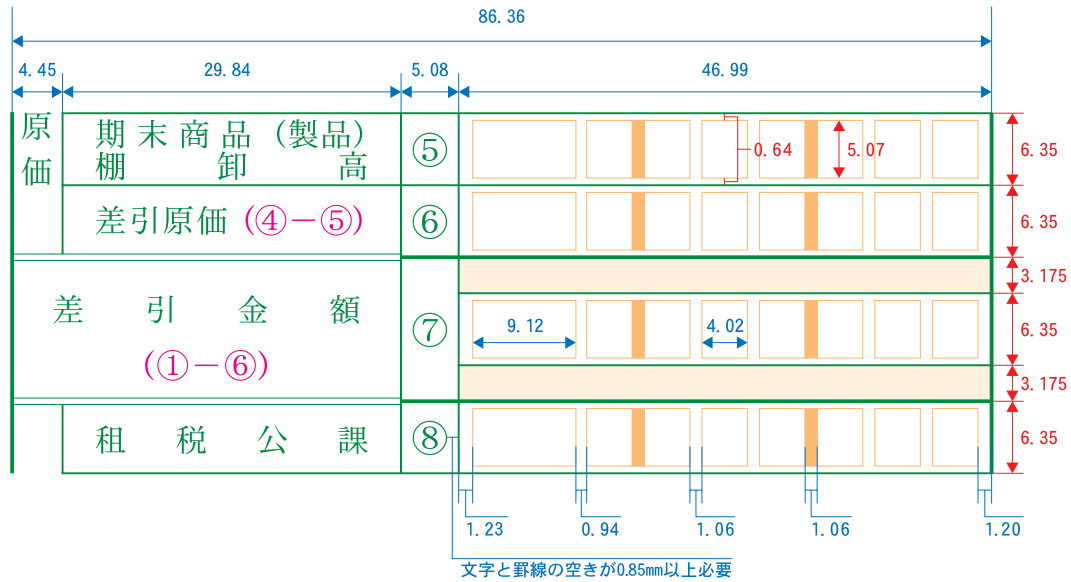 86.36
4.45 29.84 5.08 46.99
原価
期末商品(製品)
棚卸高
⑤
0.64
5.07
6.35
差引原価(④-⑤)
⑥
6.35
3.175
差引金額
(①-⑥)
⑦
9.12
4.02
6.35
3.175
租税公課
⑧
6.35
1.23 0.94 1.06 1.06 1.20
文字と罫線の空きが0.85mm以上必要